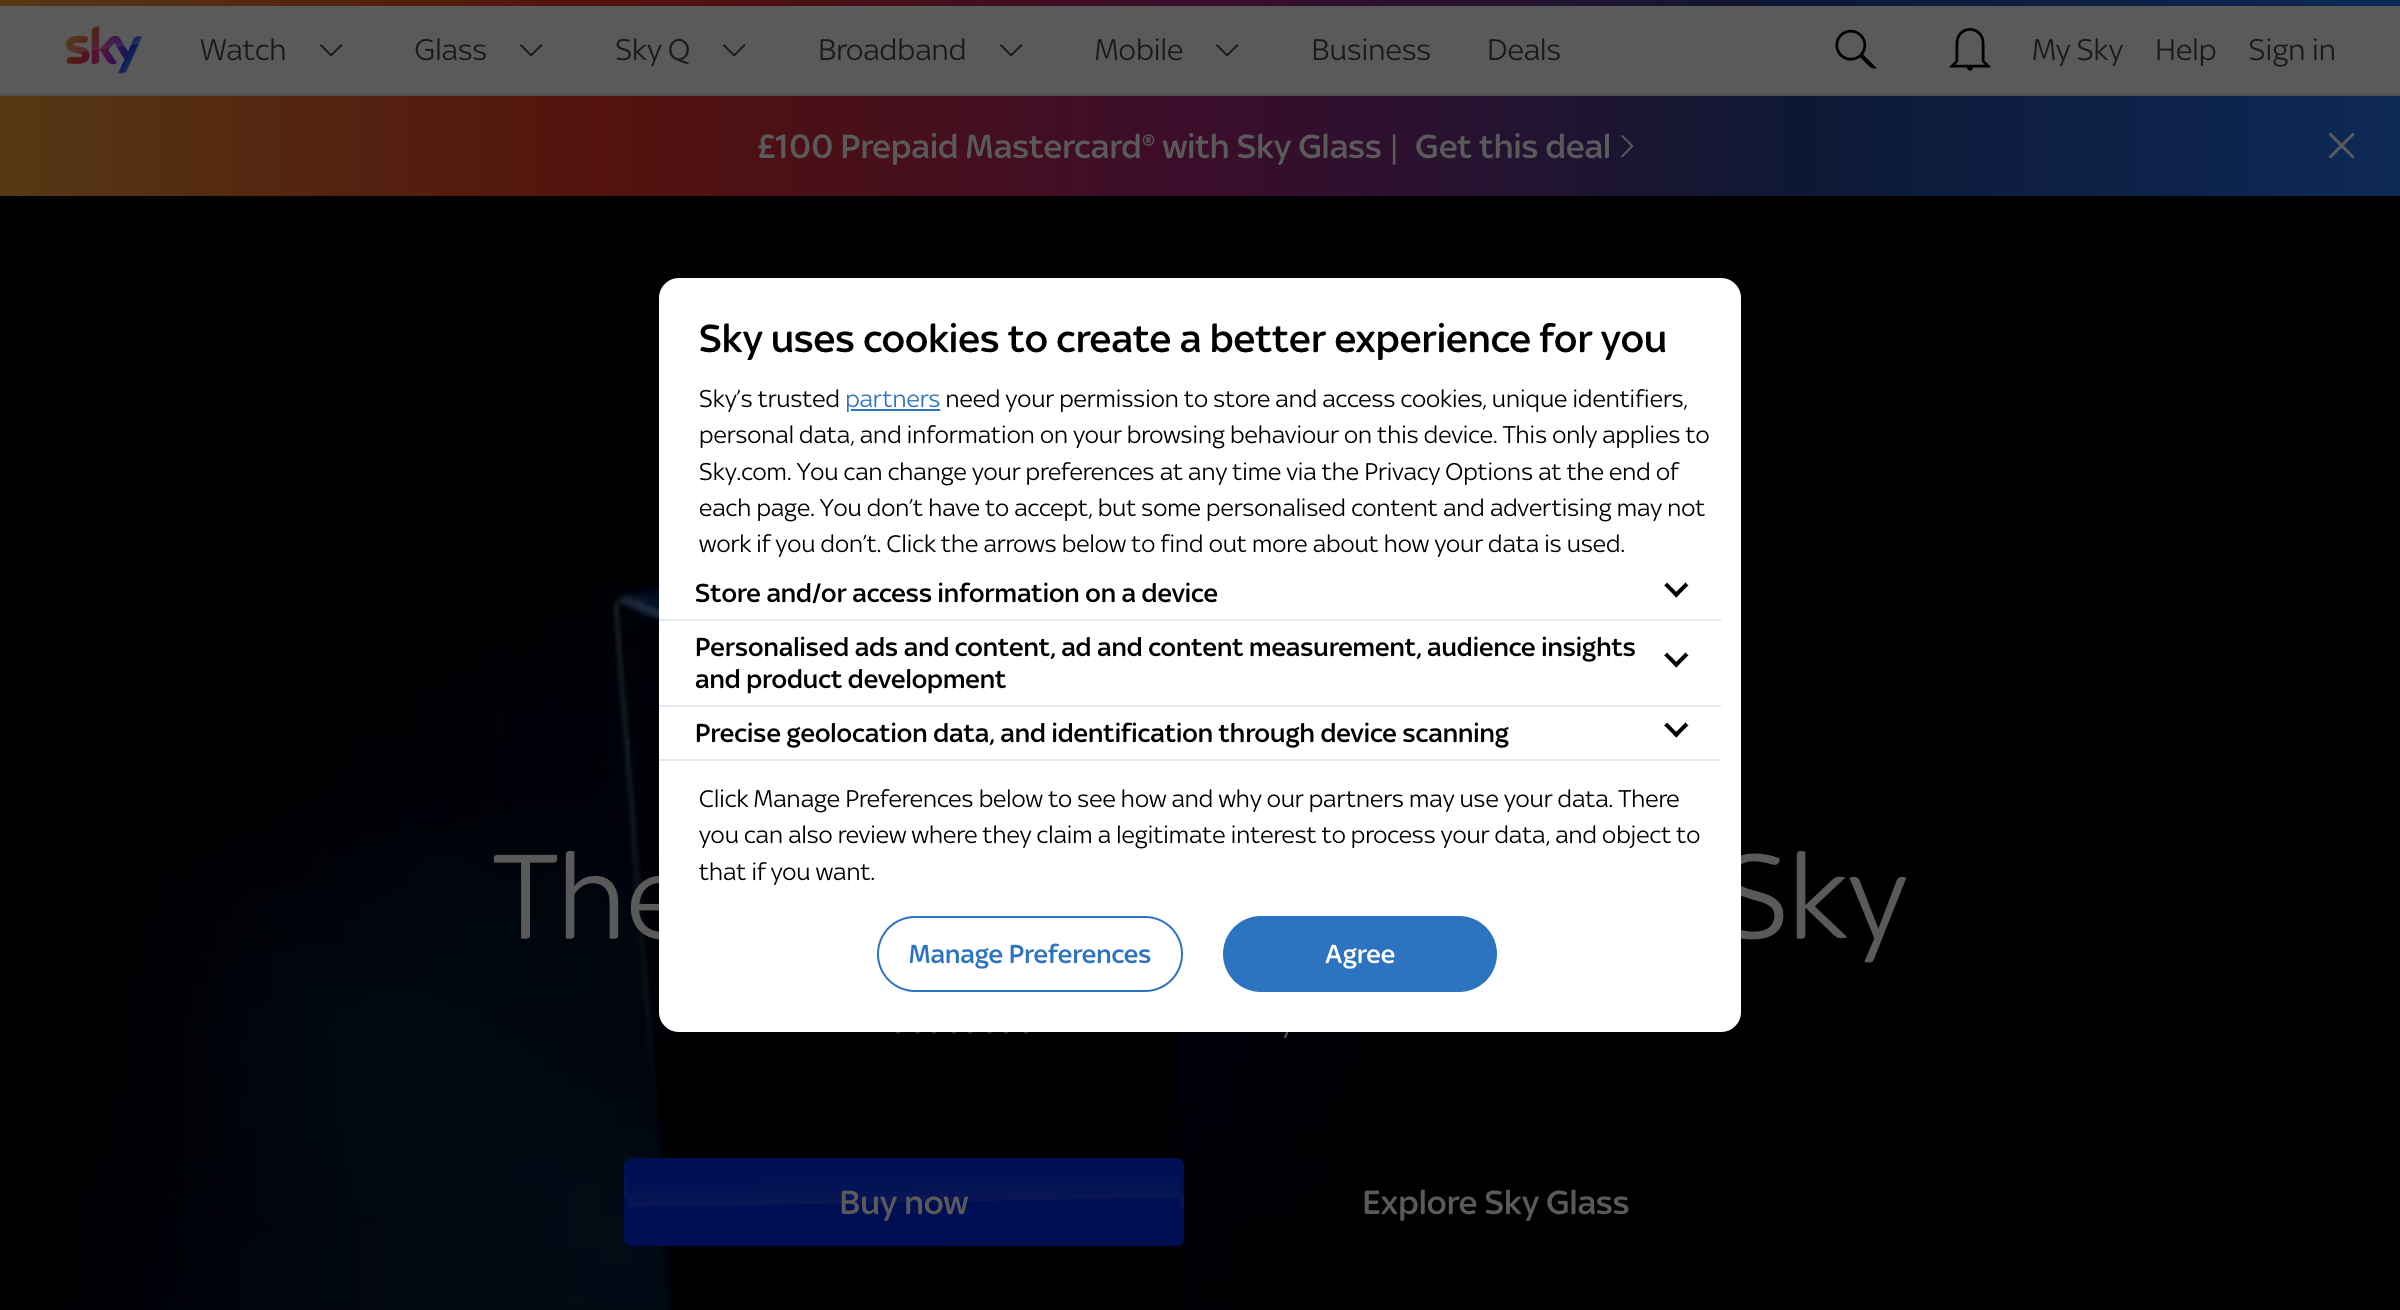 sky Watch Glass Sky Q Broadband Mobile Business Deals My Sky Help Sign in
£100 Prepaid Mastercard® with Sky Glass | Get this deal
Sky uses cookies to create a better experience for you
Sky’s trusted partners need your permission to store and access cookies, unique identifiers,
personal data, and information on your browsing behaviour on this device. This only applies to
Sky.com. You can change your preferences at any time via the Privacy Options at the end of
each page. You don’t have to accept, but some personalised content and advertising may not
work if you don’t. Click the arrows below to find out more about how your data is used.
Store and/or access information on a device
Personalised ads and content, ad and content measurement, audience insights
and product development
Precise geolocation data, and identification through device scanning
Click Manage Preferences below to see how and why our partners may use your data. There
you can also review where they claim a legitimate interest to process your data, and object to
that if you want.
The Sky
Manage Preferences Agree
Buy now Explore Sky Glass